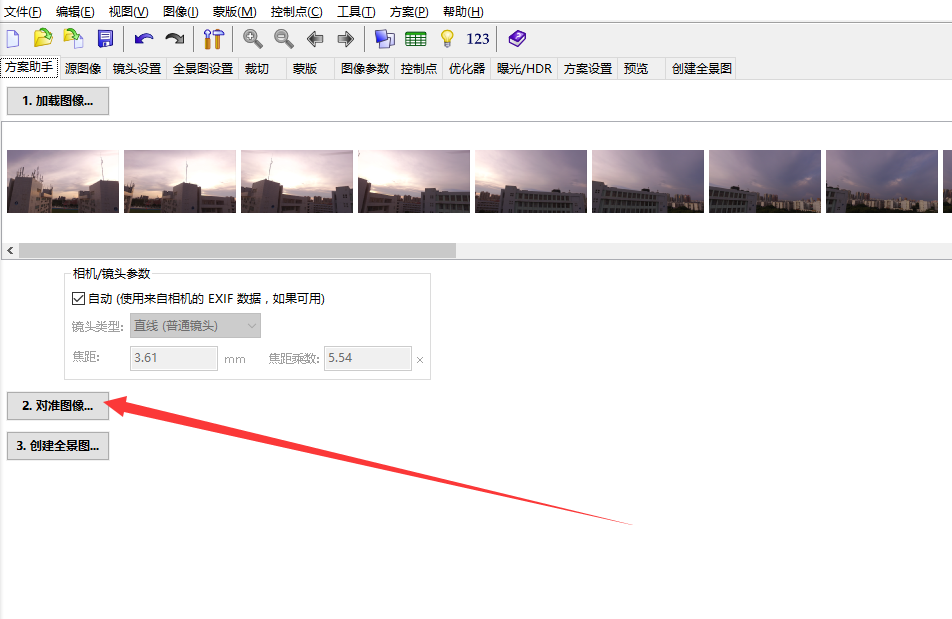 文件(F) 编辑(E) 视图(V) 图像(I) 蒙版(M) 控制点(C) 工具(T) 方案(P) 帮助(H)
123
方案助手 源图像 镜头设置 全景图设置 裁切 蒙版 图像参数 控制点 优化器 曝光/HDR 方案设置 预览 创建全景图
1. 加载图像...
相机/镜头参数
自动 (使用来自相机的 EXIF 数据，如果可用)
镜头类型: 直线 (普通镜头)
焦距: 3.61 mm 焦距乘数: 5.54 ×
2. 对准图像...
3. 创建全景图...